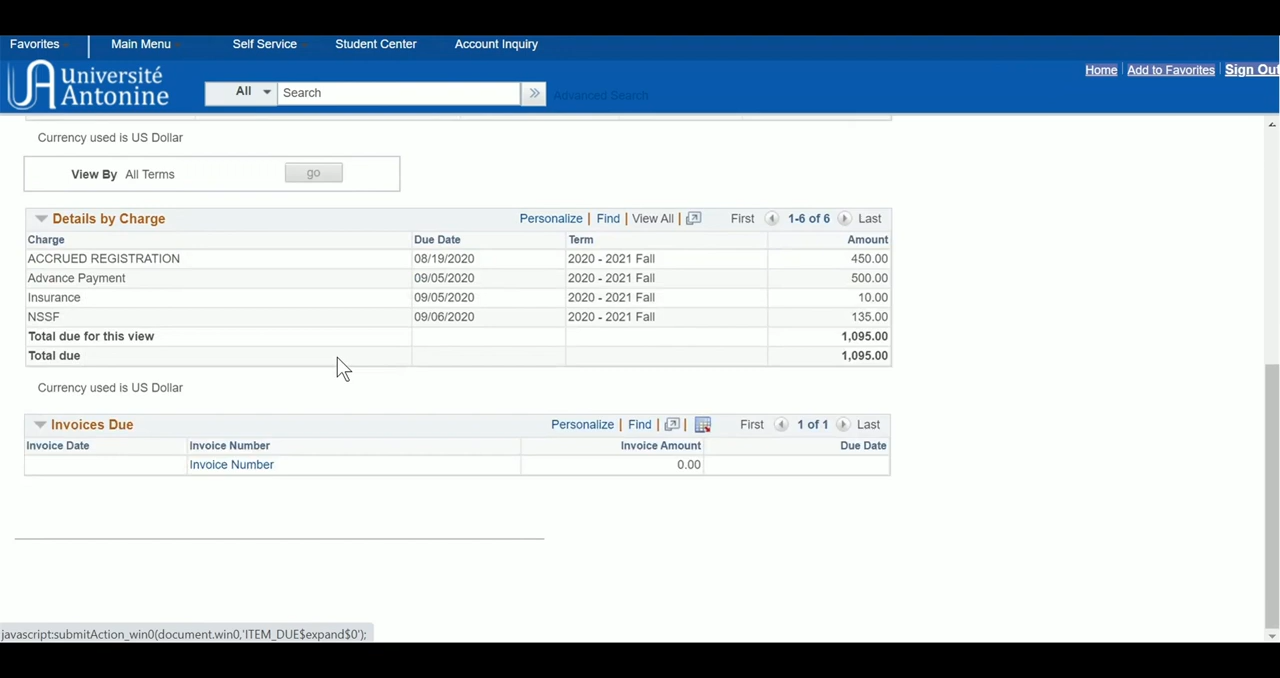 Favorites Main Menu Self Service Student Center Account Inquiry
Home Add to Favorites Sign Out
UA Université Antonine
All Search Advanced Search
Currency used is US Dollar
View By All Terms go
Details by Charge Personalize | Find | View All | First 1-6 of 6 Last
Charge Due Date Term Amount
ACCRUED REGISTRATION 08/19/2020 2020 - 2021 Fall 450.00
Advance Payment 09/05/2020 2020 - 2021 Fall 500.00
Insurance 09/05/2020 2020 - 2021 Fall 10.00
NSSF 09/06/2020 2020 - 2021 Fall 135.00
Total due for this view 1,095.00
Total due 1,095.00
Currency used is US Dollar
Invoices Due Personalize | Find | | First 1 of 1 Last
Invoice Date Invoice Number Invoice Amount Due Date
Invoice Number 0.00
javascript:submitAction_win0(document.win0,'ITEM_DUE$expand$0');